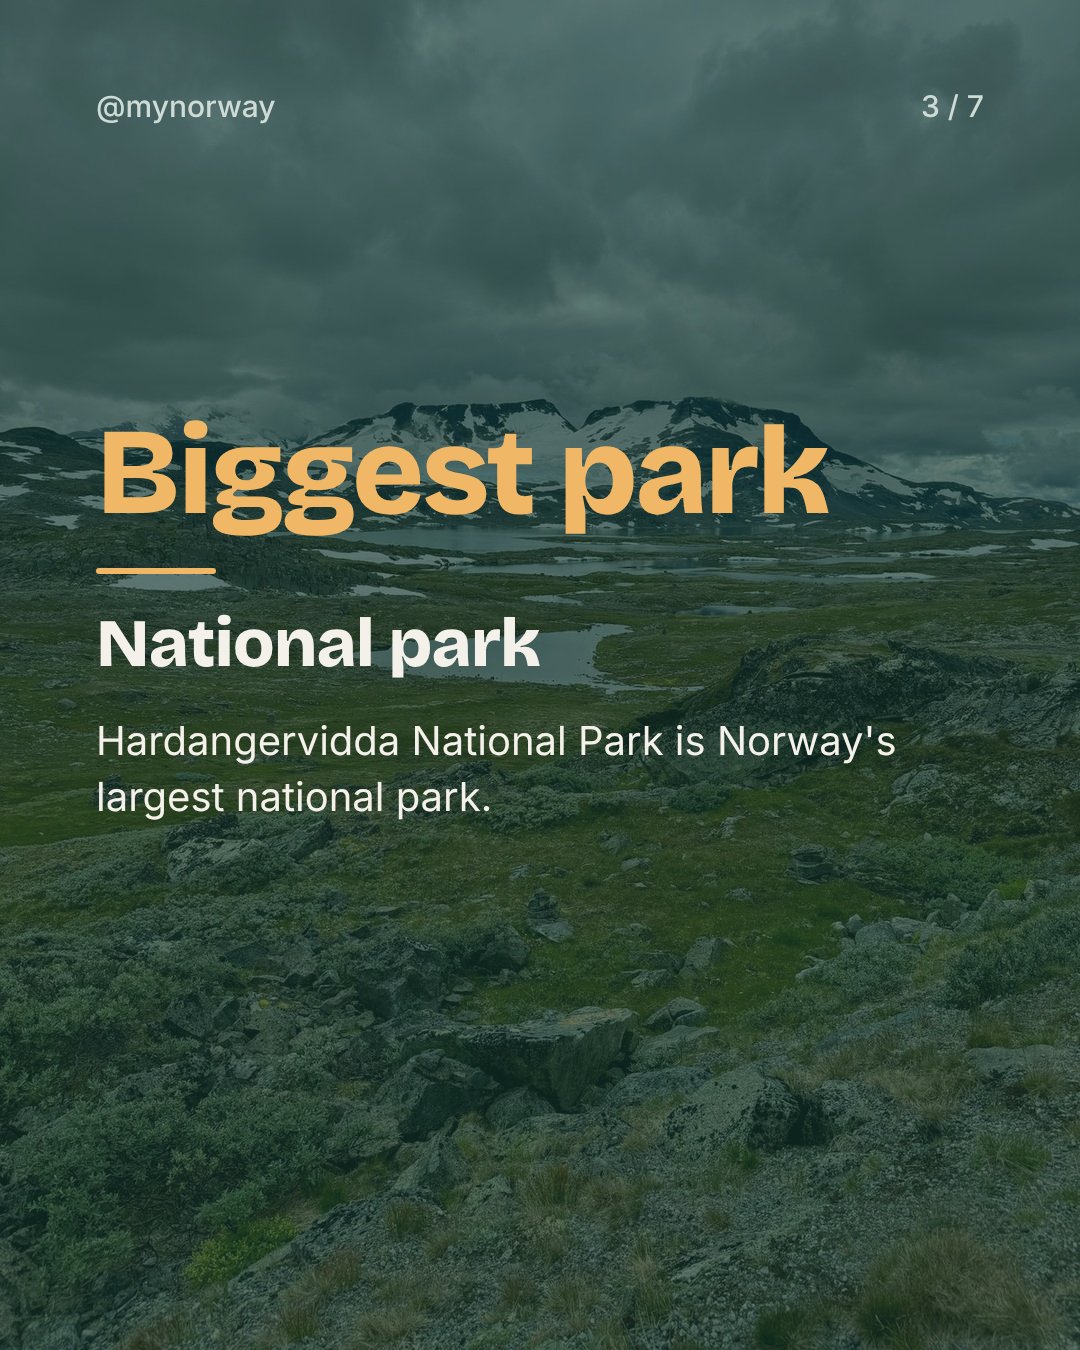 @mynorway
3 / 7
Biggest park
National park
Hardangervidda National Park is Norway's
largest national park.